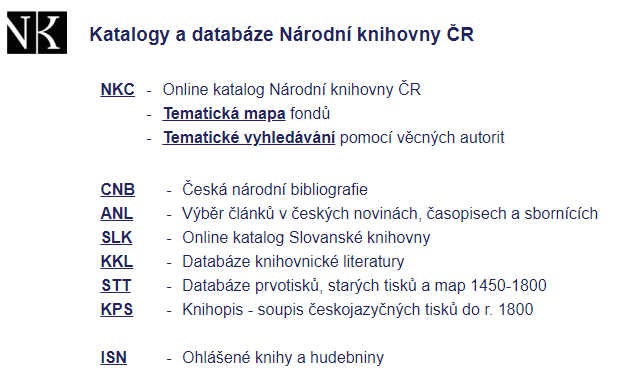 NK Katalogy a databáze Národní knihovny ČR
NKC - Online katalog Národní knihovny ČR
- Tematická mapa fondů
- Tematické vyhledávání pomocí věcných autorit
CNB - Česká národní bibliografie
ANL - Výběr článků v českých novinách, časopisech a sbornících
SLK - Online katalog Slovanské knihovny
KKL - Databáze knihovnické literatury
STT - Databáze prvotisků, starých tisků a map 1450-1800
KPS - Knihopis - soupis českojazyčných tisků do r. 1800
ISN - Ohlášené knihy a hudebniny